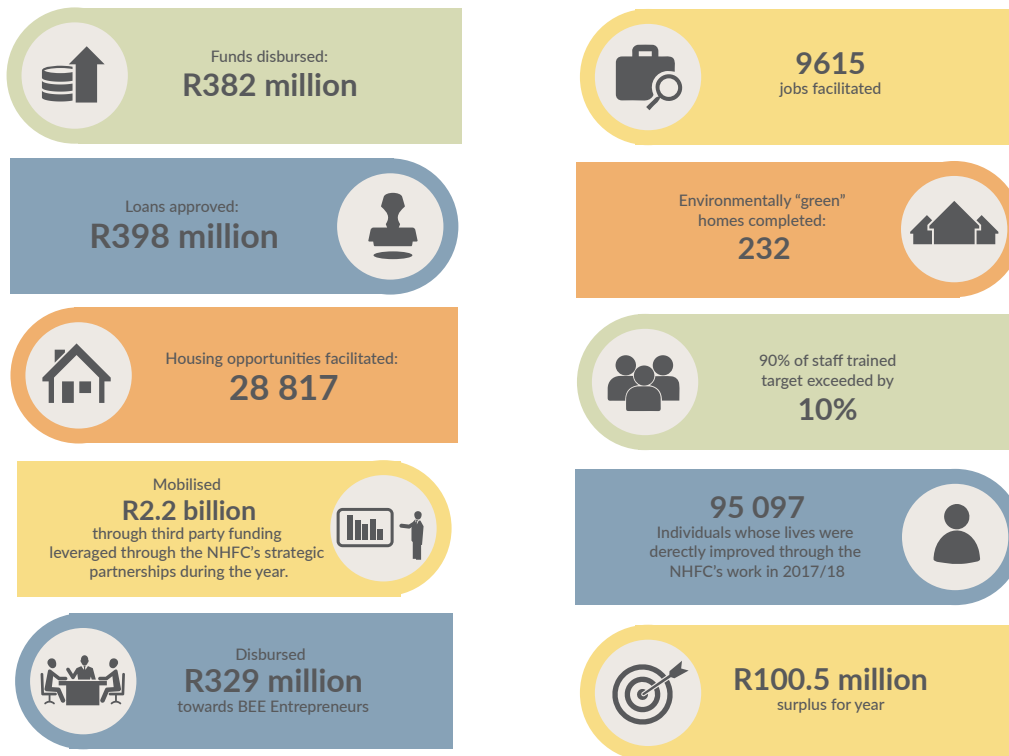 Funds disbursed:
R382 million
Loans approved:
R398 million
Housing opportunities facilitated:
28 817
Mobilised
R2.2 billion
through third party funding
leveraged through the NHFC's strategic
partnerships during the year.
Disbursed
R329 million
towards BEE Entrepreneurs
9615
jobs facilitated
Environmentally “green”
homes completed:
232
90% of staff trained
target exceeded by
10%
95 097
Individuals whose lives were
derectly improved through the
NHFC's work in 2017/18
R100.5 million
surplus for year